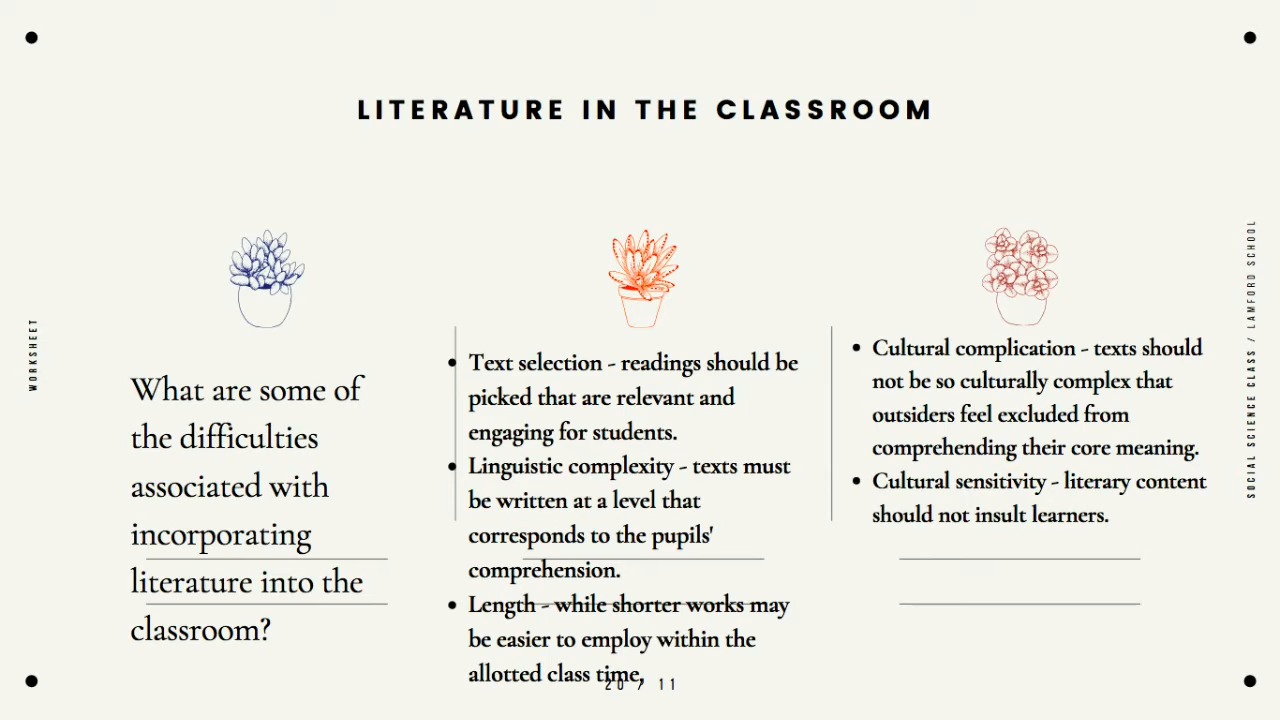 LITERATURE IN THE CLASSROOM
WORKSHEET
What are some of
the difficulties
associated with
incorporating
literature into the
classroom?
• Text selection - readings should be
picked that are relevant and
engaging for students.
• Linguistic complexity - texts must
be written at a level that
corresponds to the pupils'
comprehension.
• Length - while shorter works may
be easier to employ within the
allotted class time,
• Cultural complication - texts should
not be so culturally complex that
outsiders feel excluded from
comprehending their core meaning.
• Cultural sensitivity - literary content
should not insult learners.
SOCIAL SCIENCE CLASS / LAMFORD SCHOOL
20 / 11